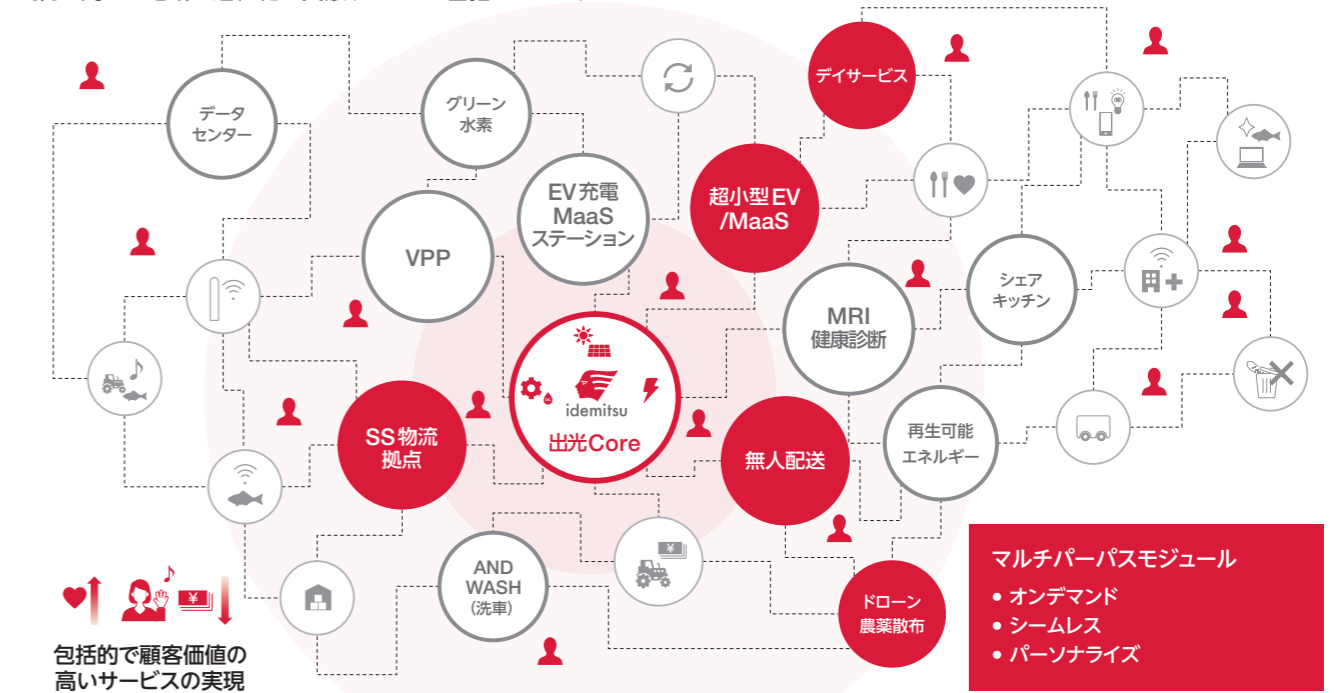 デイサービス
データ
センター
グリーン
水素
EV充電
MaaS
ステーション
超小型EV
/MaaS
VPP
シェア
キッチン
MRI
健康診断
idemitsu
出光Core
SS物流
拠点
無人配送
再生可能
エネルギー
¥
AND
WASH
(洗車)
ドローン
農薬散布
マルチパーパスモジュール
• オンデマンド
• シームレス
• パーソナライズ
¥
包括的で顧客価値の
高いサービスの実現